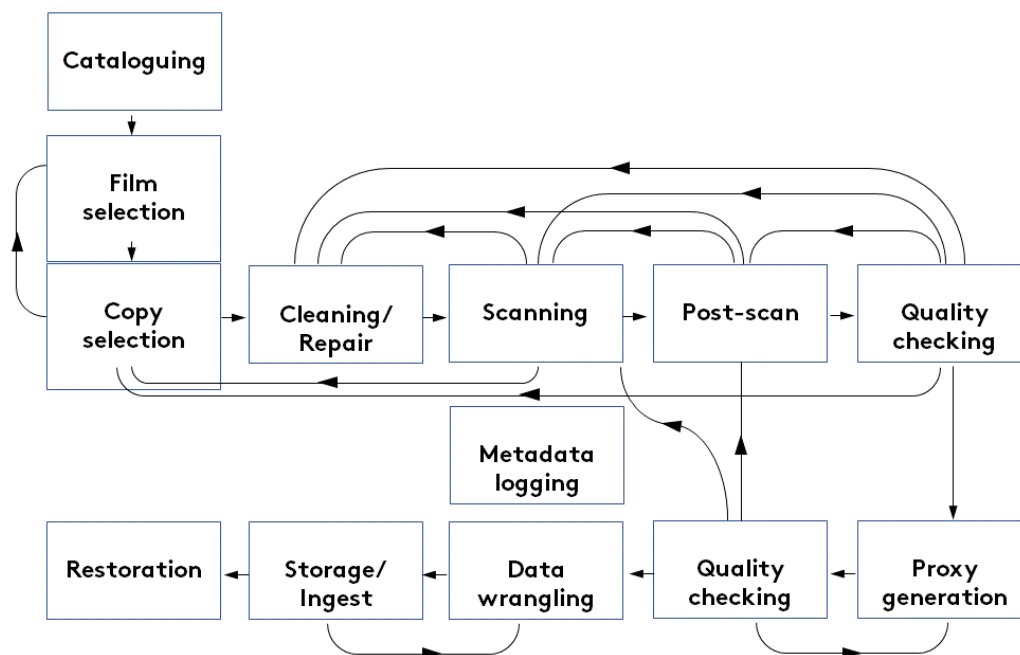 Cataloguing
Film
selection
Copy
selection
Cleaning/
Repair
Scanning
Post-scan
Quality
checking
Metadata
logging
Restoration
Storage/
Ingest
Data
wrangling
Quality
checking
Proxy
generation